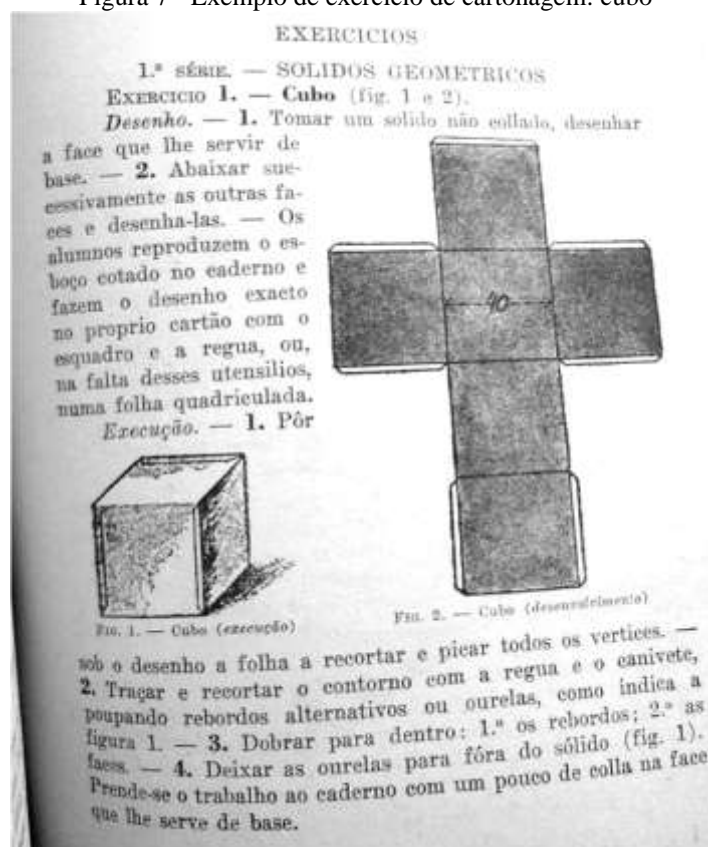 Figura 7 - Exemplo de exercício de cartonagem: cubo
EXERCICIOS
1.ª SÉRIE. — SOLIDOS GEOMETRICOS
EXERCICIO 1. — Cubo (fig. 1 e 2).
Desenho. — 1. Tomar um solido não collado, desenhar
a face que lhe servir de
base. — 2. Abaixar suc-
cessivamente as outras fa-
ces e desenha-las. — Os
alumnos reproduzem o es-
boço cotado no caderno e
fazem o desenho exacto
no proprio cartão com o
esquadro e a regua, ou,
na falta desses utensilios,
numa folha quadriculada.
Execução. — 1. Pôr
40
FIG. 1. — Cubo (execução)
FIG. 2. — Cubo (desenvolvimento)
sob o desenho a folha a recortar e picar todos os vertices. —
2. Traçar e recortar o contorno com a regua e o canivete,
poupando rebordos alternativos ou ourelas, como indica a
figura 1. — 3. Dobrar para dentro: 1.º os rebordos; 2.º as
faces. — 4. Deixar as ourelas para fóra do sólido (fig. 1).
Prende-se o trabalho ao caderno com um pouco de colla na face
que lhe serve de base.